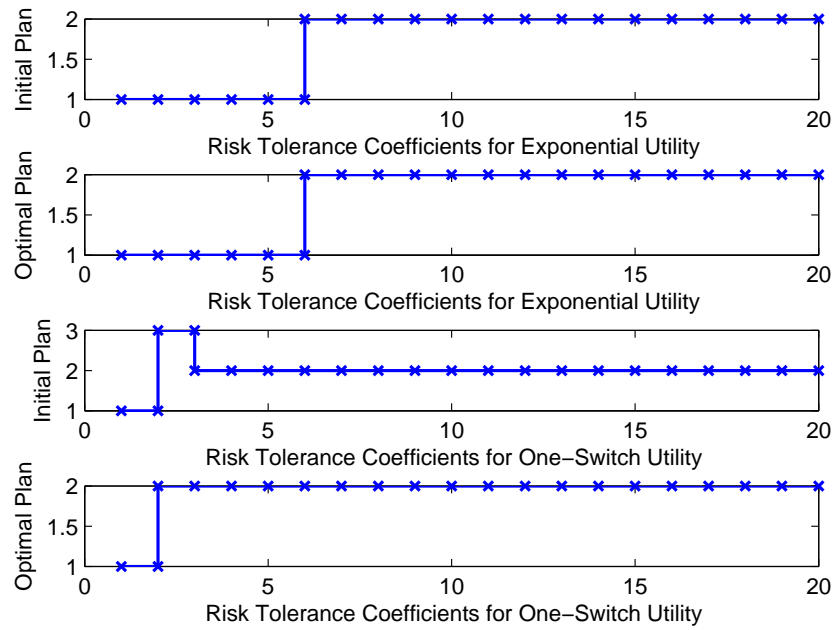 2
1.5
1
Initial Plan
0 5 10 15 20
Risk Tolerance Coefficients for Exponential Utility
2
1.5
1
Optimal Plan
0 5 10 15 20
Risk Tolerance Coefficients for Exponential Utility
3
2
1
Initial Plan
0 5 10 15 20
Risk Tolerance Coefficients for One−Switch Utility
2
1.5
1
Optimal Plan
0 5 10 15 20
Risk Tolerance Coefficients for One−Switch Utility